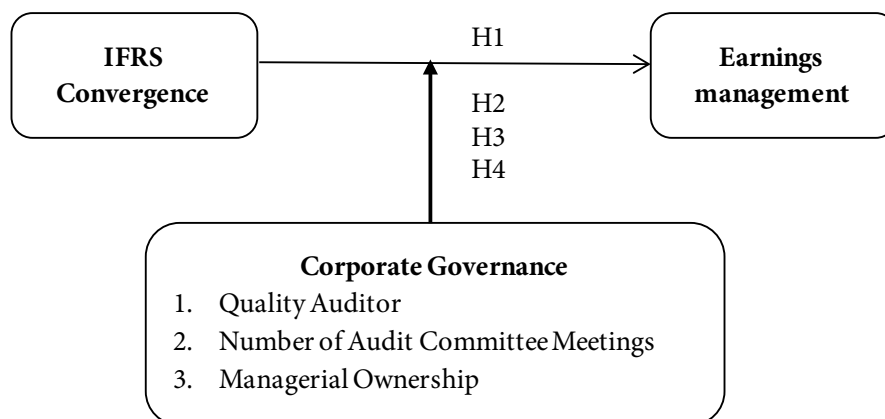 IFRS
Convergence
H1
Earnings
management
H2
H3
H4
Corporate Governance
1. Quality Auditor
2. Number of Audit Committee Meetings
3. Managerial Ownership